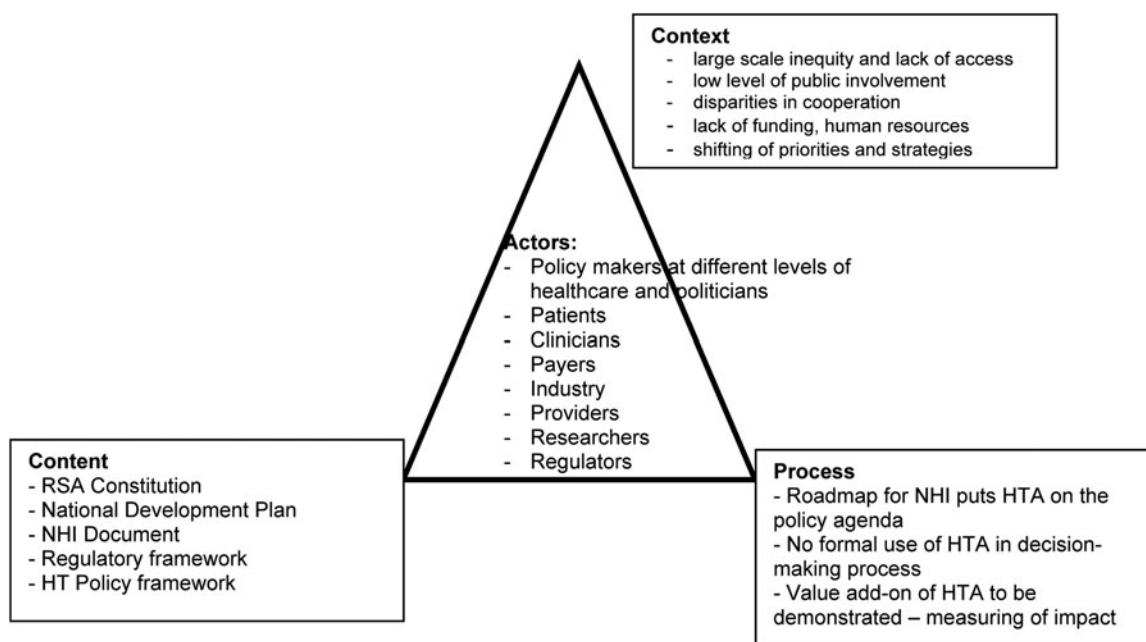 Context
- large scale inequity and lack of access
- low level of public involvement
- disparities in cooperation
- lack of funding, human resources
- shifting of priorities and strategies
Actors:
- Policy makers at different levels of
healthcare and politicians
- Patients
- Clinicians
- Payers
- Industry
- Providers
- Researchers
- Regulators
Content
- RSA Constitution
- National Development Plan
- NHI Document
- Regulatory framework
- HT Policy framework
Process
- Roadmap for NHI puts HTA on the
policy agenda
- No formal use of HTA in decision-
making process
- Value add-on of HTA to be
demonstrated – measuring of impact